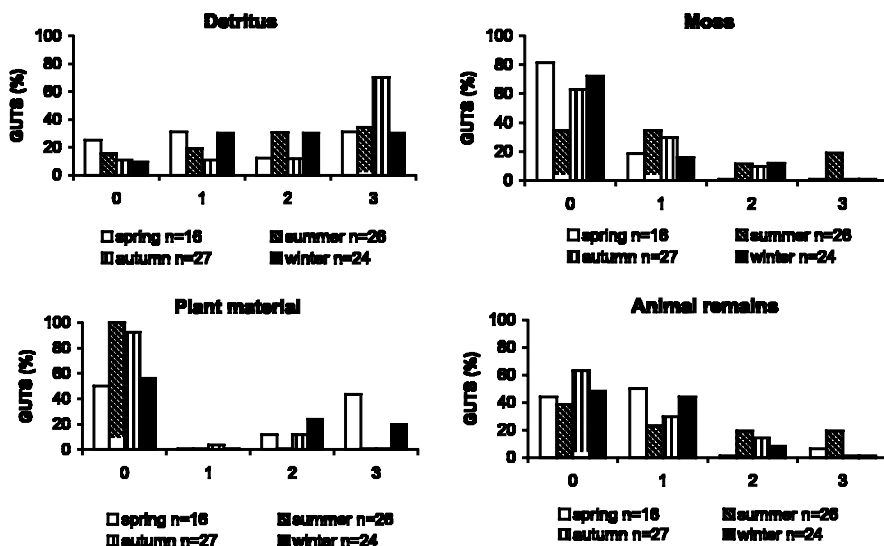 Detritus
100
80
60
40
20
0
GUTS (%)
0 1 2 3
spring n=16 summer n=26
autumn n=27 winter n=24
Moss
100
80
60
40
20
0
GUTS (%)
0 1 2 3
spring n=16 summer n=26
autumn n=27 winter n=24
Plant material
100
80
60
40
20
0
GUTS (%)
0 1 2 3
spring n=16 summer n=26
autumn n=27 winter n=24
Animal remains
100
80
60
40
20
0
GUTS (%)
0 1 2 3
spring n=16 summer n=26
autumn n=27 winter n=24